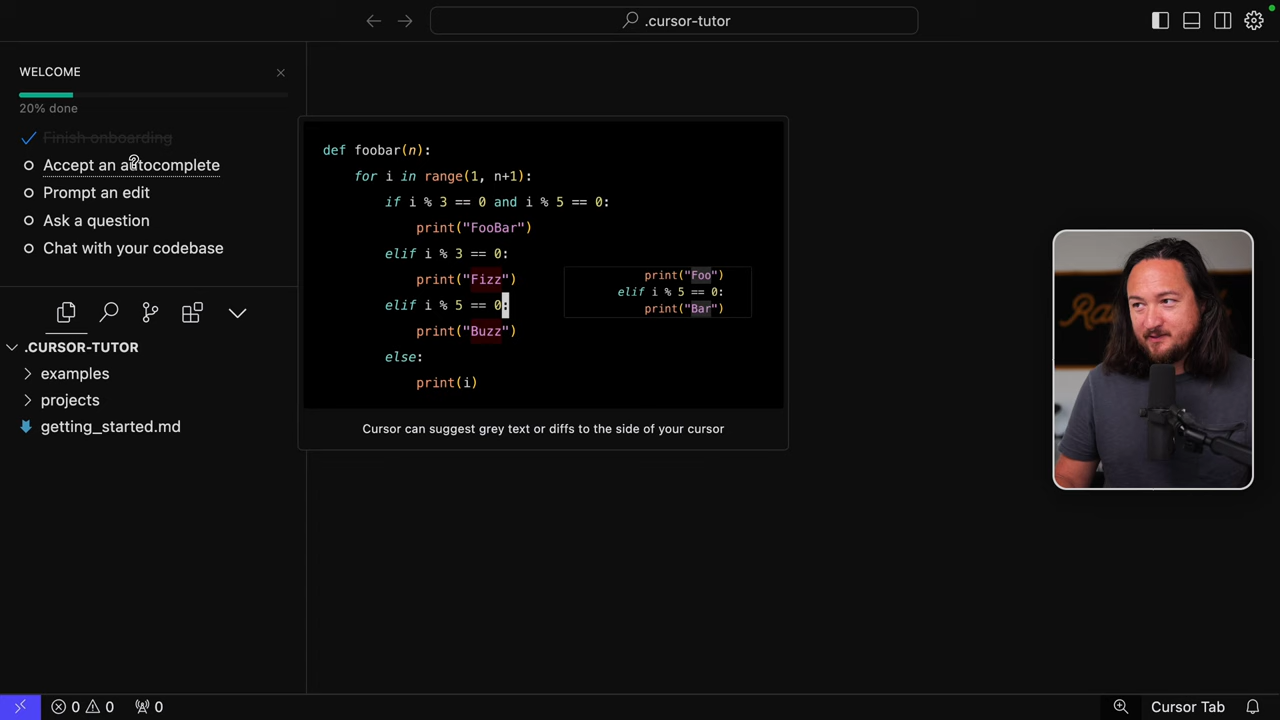 .cursor-tutor
WELCOME
20% done
Finish onboarding
Accept an autocomplete
Prompt an edit
Ask a question
Chat with your codebase
.CURSOR-TUTOR
examples
projects
getting_started.md
def foobar(n):
for i in range(1, n+1):
if i % 3 == 0 and i % 5 == 0:
print("FooBar")
elif i % 3 == 0:
print("Fizz")
elif i % 5 == 0:
print("Buzz")
else:
print(i)
print("Foo")
elif i % 5 == 0:
print("Bar")
Cursor can suggest grey text or diffs to the side of your cursor
0 0 0
Cursor Tab